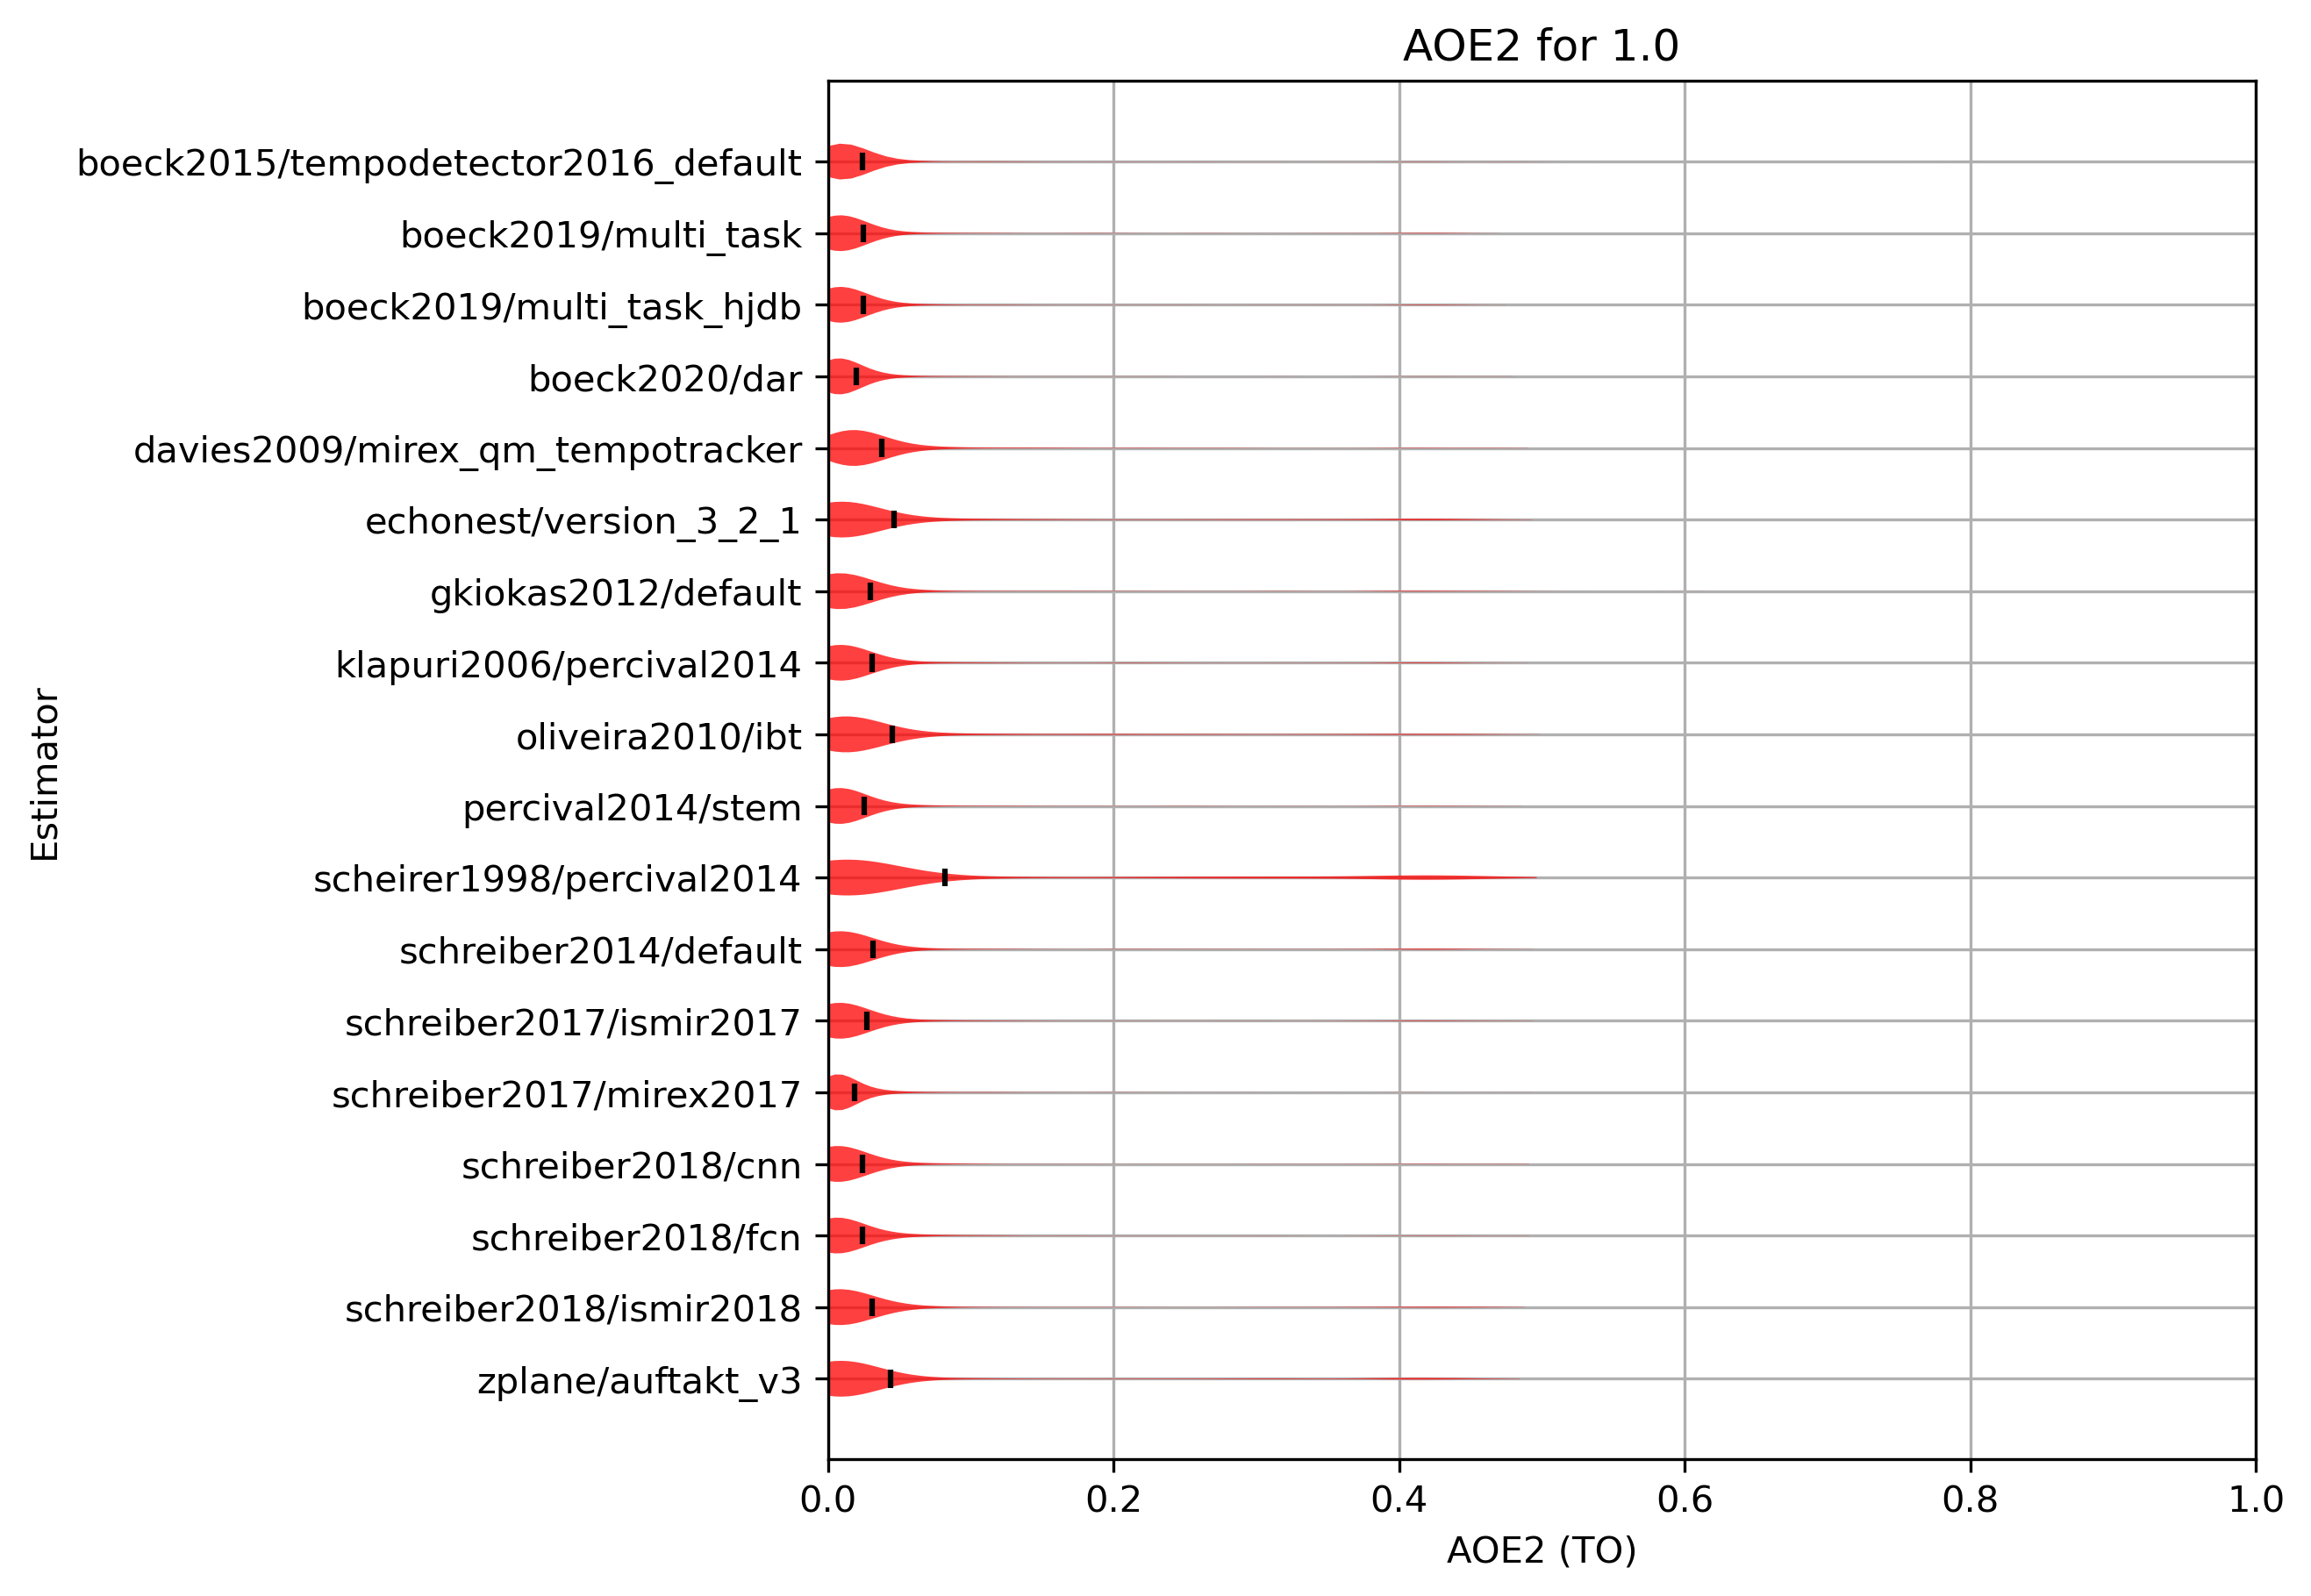 AOE2 for 1.0
boeck2015/tempodetector2016_default
boeck2019/multi_task
boeck2019/multi_task_hjdb
boeck2020/dar
davies2009/mirex_qm_tempotracker
echonest/version_3_2_1
gkiokas2012/default
klapuri2006/percival2014
oliveira2010/ibt
percival2014/stem
scheirer1998/percival2014
schreiber2014/default
schreiber2017/ismir2017
schreiber2017/mirex2017
schreiber2018/cnn
schreiber2018/fcn
schreiber2018/ismir2018
zplane/auftakt_v3
Estimator
0.0 0.2 0.4 0.6 0.8 1.0
AOE2 (TO)